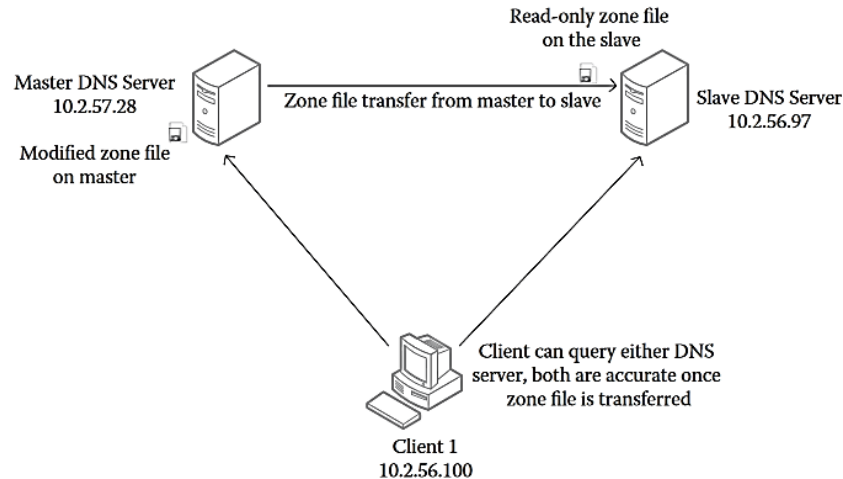 Read-only zone file
on the slave
Master DNS Server
10.2.57.28
Zone file transfer from master to slave
Slave DNS Server
10.2.56.97
Modified zone file
on master
Client can query either DNS
server, both are accurate once
zone file is transferred
Client 1
10.2.56.100